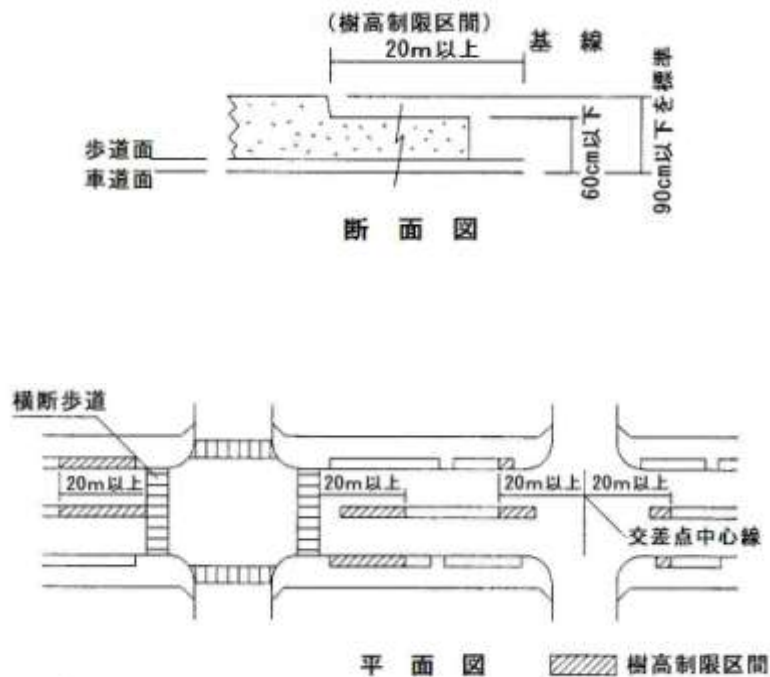 (樹高制限区間)
20m以上
基 線
歩道面
車道面
60cm以下
90cm以下を標準
断 面 図
横断歩道
20m以上
20m以上
20m以上
20m以上
交差点中心線
平 面 図
樹高制限区間